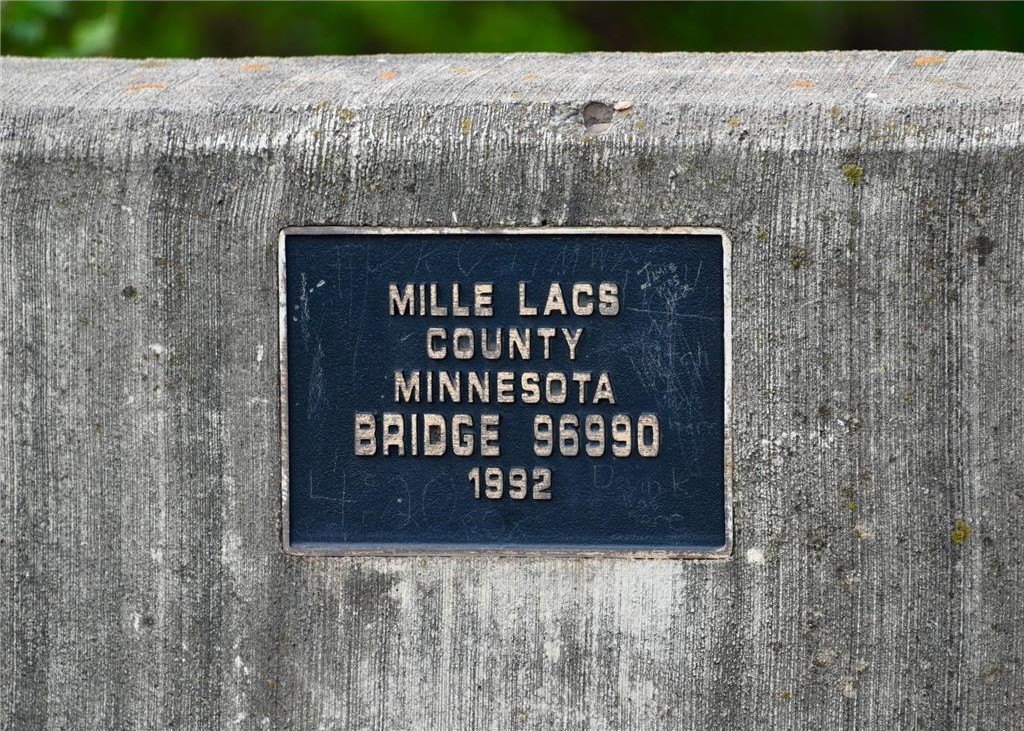 MILLE LACS
COUNTY
MINNESOTA
BRIDGE 96990
1992